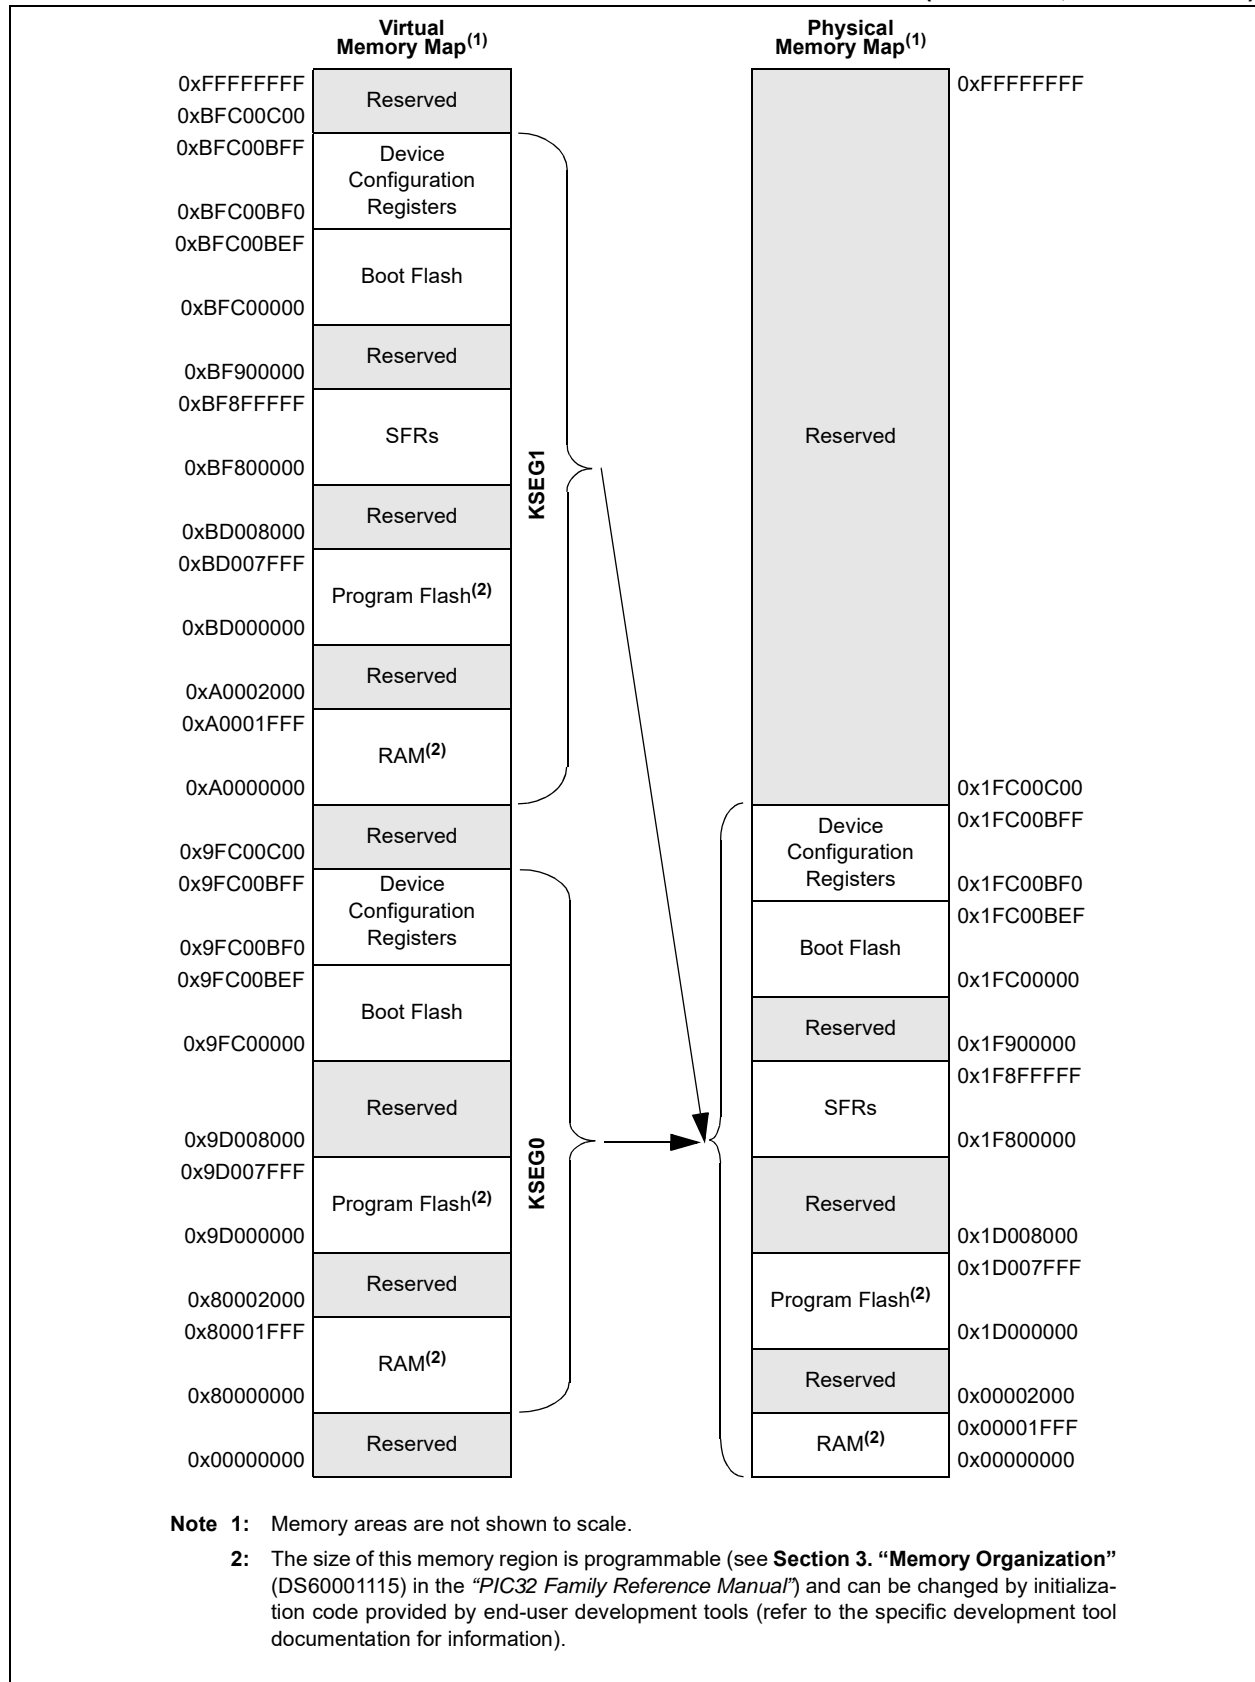 Virtual
Memory Map(1)
0xFFFFFFFF
Reserved
0xBFC00C00
0xBFC00BFF
Device
Configuration
Registers
0xBFC00BF0
0xBFC00BEF
Boot Flash
0xBFC00000
Reserved
0xBF900000
0xBF8FFFFF
SFRs
0xBF800000
Reserved
0xBD008000
0xBD007FFF
Program Flash(2)
0xBD000000
Reserved
0xA0002000
0xA0001FFF
RAM(2)
0xA0000000
KSEG1
Reserved
0x9FC00C00
0x9FC00BFF
Device
Configuration
Registers
0x9FC00BF0
0x9FC00BEF
Boot Flash
0x9FC00000
Reserved
0x9D008000
0x9D007FFF
Program Flash(2)
0x9D000000
Reserved
0x80002000
0x80001FFF
RAM(2)
0x80000000
KSEG0
Reserved
0x00000000
Physical
Memory Map(1)
0xFFFFFFFF
Reserved
0x1FC00C00
0x1FC00BFF
Device
Configuration
Registers
0x1FC00BF0
0x1FC00BEF
Boot Flash
0x1FC00000
Reserved
0x1F900000
0x1F8FFFFF
SFRs
0x1F800000
Reserved
0x1D008000
0x1D007FFF
Program Flash(2)
0x1D000000
Reserved
0x00002000
0x00001FFF
RAM(2)
0x00000000
Note 1: Memory areas are not shown to scale.
2: The size of this memory region is programmable (see Section 3. “Memory Organization”
(DS60001115) in the “PIC32 Family Reference Manual”) and can be changed by initializa-
tion code provided by end-user development tools (refer to the specific development tool
documentation for information).